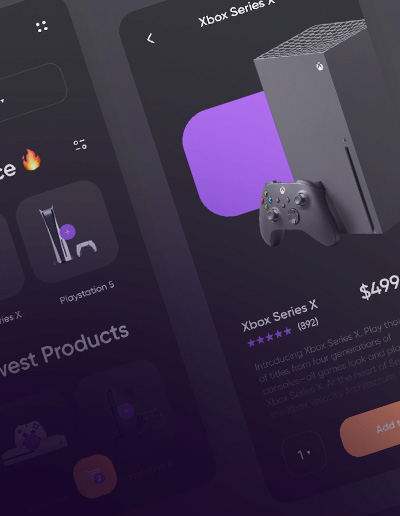 ce 🔥
ries X
Playstation 5
west Products
Xbox Series X
Xbox Series X
(892)
$499
Introducing Xbox Series X. Play tho
of titles from four generations of
consoles—all games look and pla
Xbox Series X. At the heart of S
1
Add t